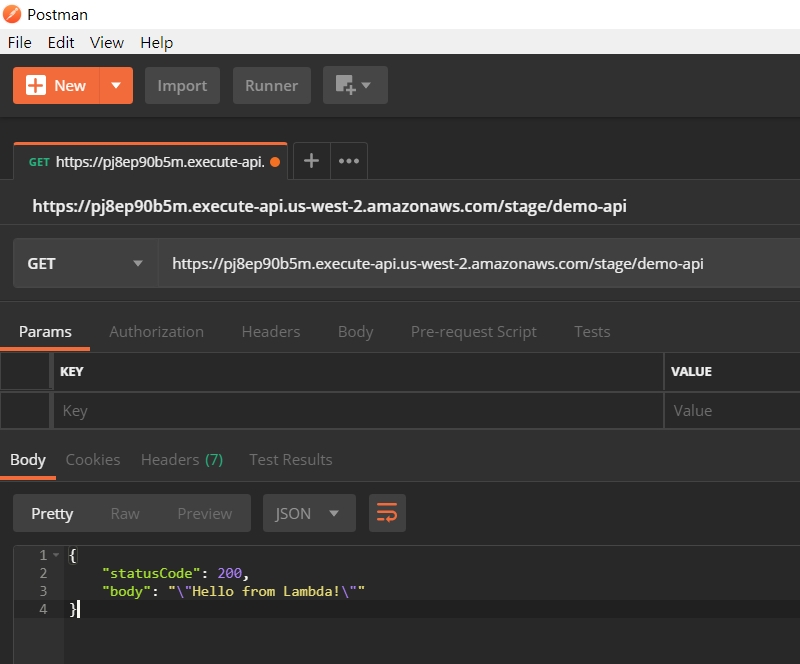 Postman
File Edit View Help
New Import Runner
GET https://pj8ep90b5m.execute-api.
https://pj8ep90b5m.execute-api.us-west-2.amazonaws.com/stage/demo-api
GET https://pj8ep90b5m.execute-api.us-west-2.amazonaws.com/stage/demo-api
Params Authorization Headers Body Pre-request Script Tests
KEY VALUE
Key Value
Body Cookies Headers (7) Test Results
Pretty Raw Preview JSON
1 {
2 "statusCode": 200,
3 "body": "\"Hello from Lambda!\""
4 }